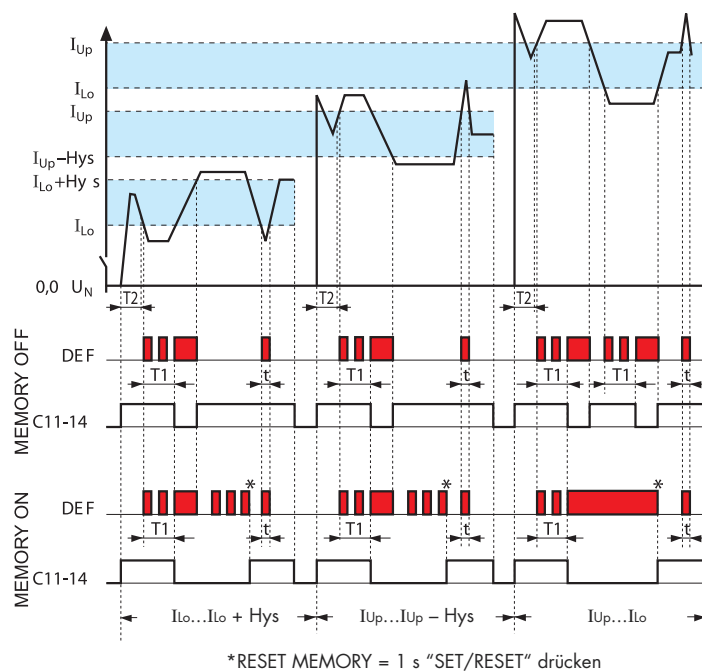 IUp
ILo
IUp
IUp–Hys
ILo+Hy s
ILo
0,0 UN
T2 T2 T2
MEMORY OFF
DEF
T1 t T1 t T1 T1 t
C11-14
MEMORY ON
DEF * * *
T1 t T1 t T1 t
C11-14
ILo...ILo + Hys IUp...IUp – Hys IUp...ILo
*RESET MEMORY = 1 s “SET/RESET“ drücken